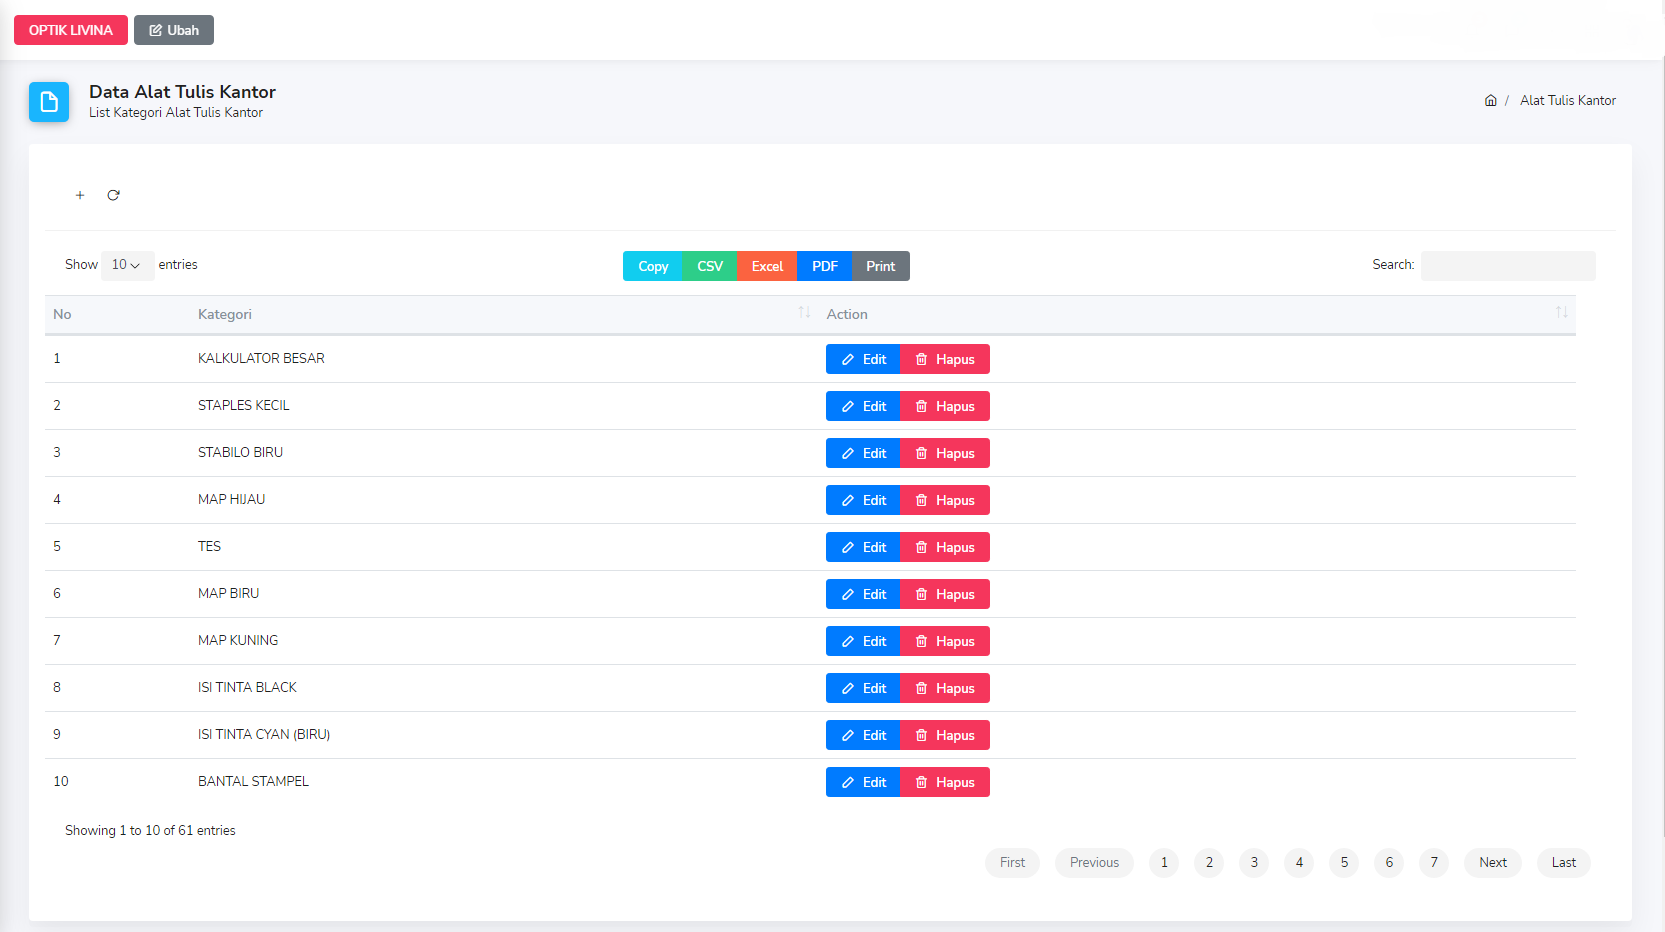 OPTIK LIVINA Ubah
Data Alat Tulis Kantor
List Kategori Alat Tulis Kantor
/ Alat Tulis Kantor
Show 10 entries
Copy CSV Excel PDF Print
Search:
No Kategori Action
1 KALKULATOR BESAR Edit Hapus
2 STAPLES KECIL Edit Hapus
3 STABILO BIRU Edit Hapus
4 MAP HIJAU Edit Hapus
5 TES Edit Hapus
6 MAP BIRU Edit Hapus
7 MAP KUNING Edit Hapus
8 ISI TINTA BLACK Edit Hapus
9 ISI TINTA CYAN (BIRU) Edit Hapus
10 BANTAL STAMPEL Edit Hapus
Showing 1 to 10 of 61 entries
First Previous 1 2 3 4 5 6 7 Next Last